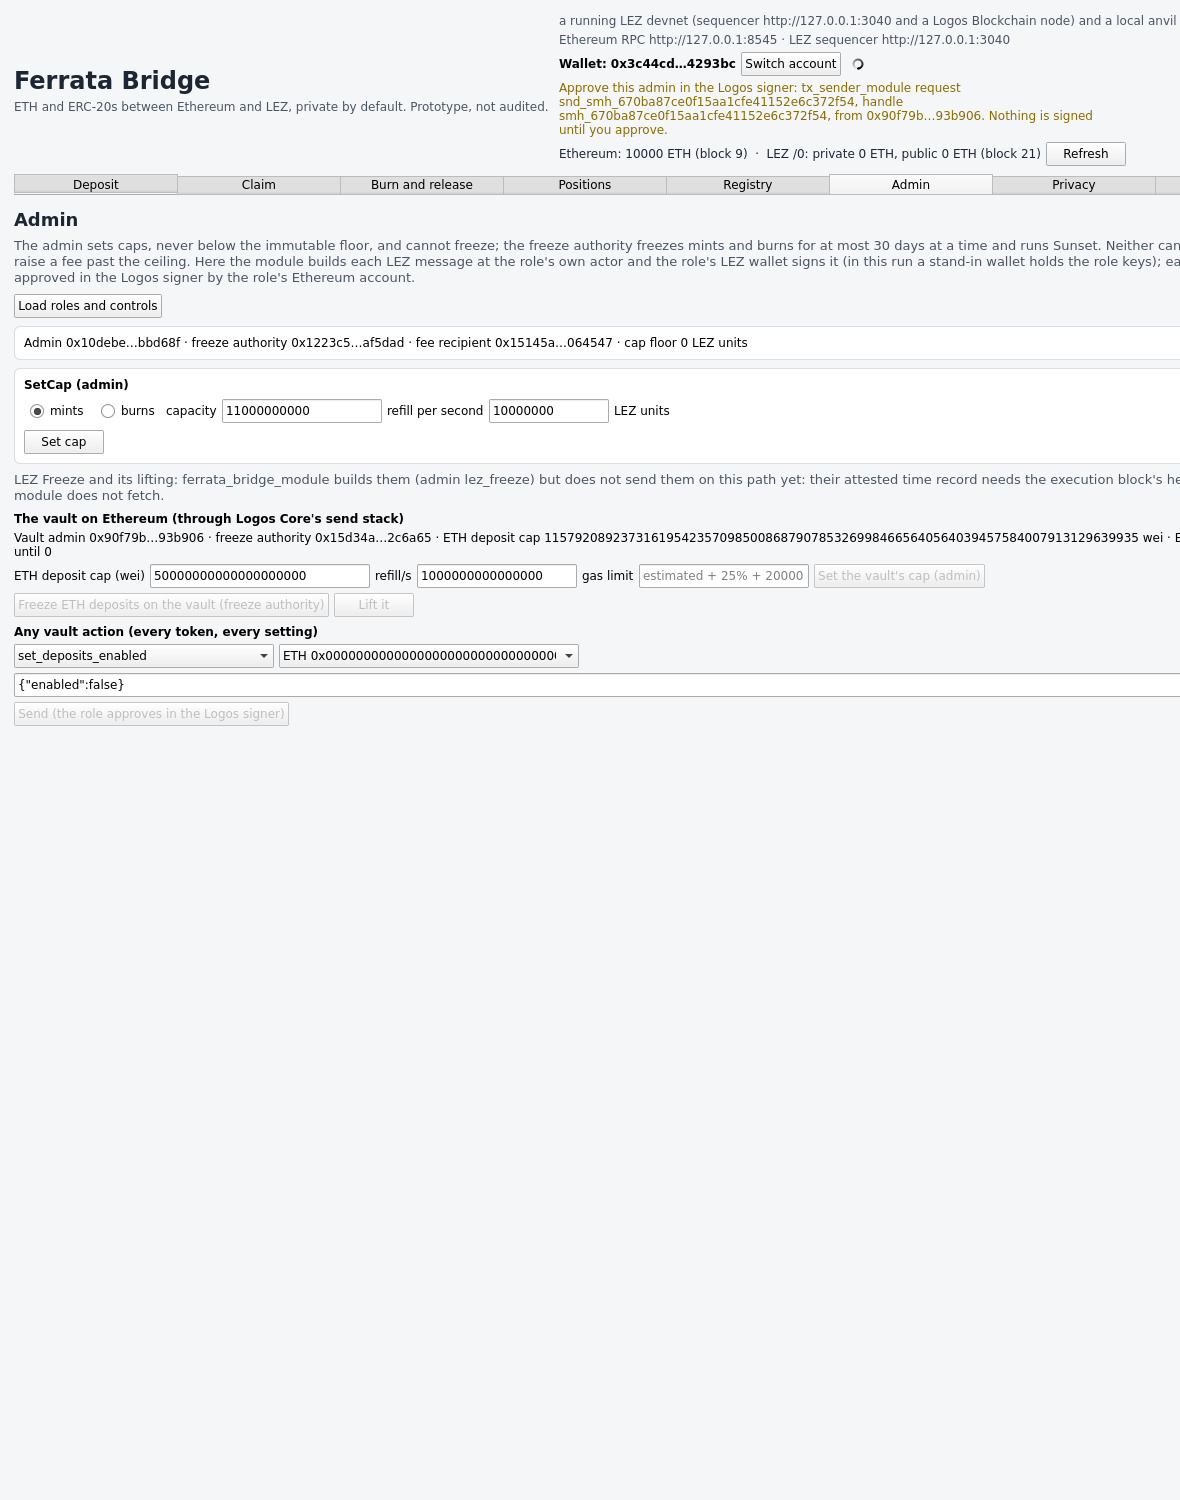 a running LEZ devnet (sequencer http://127.0.0.1:3040 and a Logos Blockchain node) and a local anvil
Ethereum RPC http://127.0.0.1:8545 · LEZ sequencer http://127.0.0.1:3040
Wallet: 0x3c44cd…4293bc Switch account
Ferrata Bridge
ETH and ERC-20s between Ethereum and LEZ, private by default. Prototype, not audited.
Approve this admin in the Logos signer: tx_sender_module request
snd_smh_670ba87ce0f15aa1cfe41152e6c372f54, handle
smh_670ba87ce0f15aa1cfe41152e6c372f54, from 0x90f79b…93b906. Nothing is signed
until you approve.
Ethereum: 10000 ETH (block 9) · LEZ /0: private 0 ETH, public 0 ETH (block 21) Refresh
Deposit Claim Burn and release Positions Registry Admin Privacy
Admin
The admin sets caps, never below the immutable floor, and cannot freeze; the freeze authority freezes mints and burns for at most 30 days at a time and runs Sunset. Neither can
raise a fee past the ceiling. Here the module builds each LEZ message at the role's own actor and the role's LEZ wallet signs it (in this run a stand-in wallet holds the role keys); ea
approved in the Logos signer by the role's Ethereum account.
Load roles and controls
Admin 0x10debe…bbd68f · freeze authority 0x1223c5…af5dad · fee recipient 0x15145a…064547 · cap floor 0 LEZ units
SetCap (admin)
mints burns capacity 11000000000 refill per second 10000000 LEZ units
Set cap
LEZ Freeze and its lifting: ferrata_bridge_module builds them (admin lez_freeze) but does not send them on this path yet: their attested time record needs the execution block's he
module does not fetch.
The vault on Ethereum (through Logos Core's send stack)
Vault admin 0x90f79b…93b906 · freeze authority 0x15d34a…2c6a65 · ETH deposit cap 115792089237316195423570985008687907853269984665640564039457584007913129639935 wei · E
until 0
ETH deposit cap (wei) 50000000000000000000 refill/s 1000000000000000 gas limit estimated + 25% + 20000 Set the vault's cap (admin)
Freeze ETH deposits on the vault (freeze authority) Lift it
Any vault action (every token, every setting)
set_deposits_enabled
{"enabled":false}
Send (the role approves in the Logos signer)